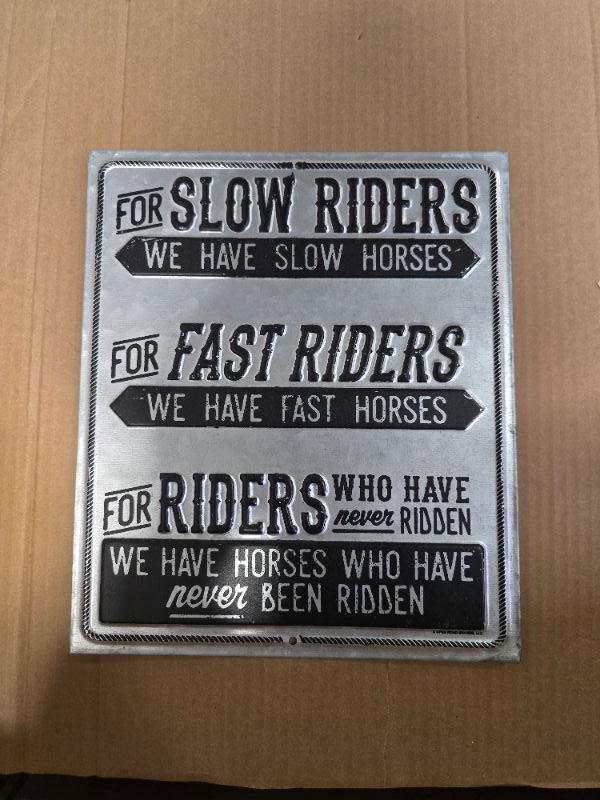 FOR SLOW RIDERS
WE HAVE SLOW HORSES
FOR FAST RIDERS
WE HAVE FAST HORSES
FOR RIDERS WHO HAVE
never RIDDEN
WE HAVE HORSES WHO HAVE
never BEEN RIDDEN